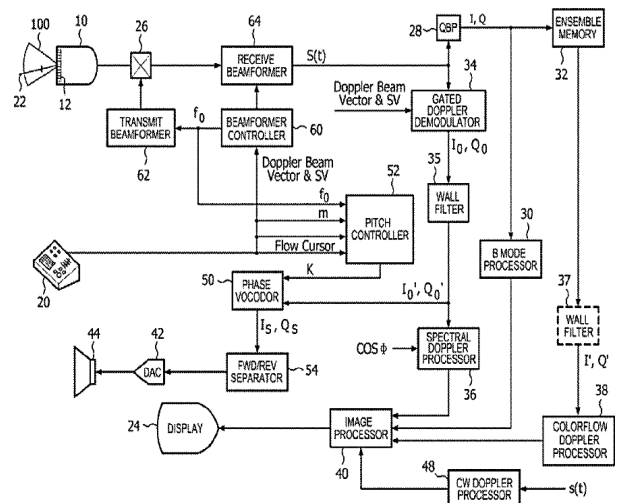 100
10
22
12
26
64
RECEIVE
BEAMFORMER
S(t)
28
QBP
I, Q
ENSEMBLE
MEMORY
32
34
Doppler Beam
Vector & SV
GATED
DOPPLER
DEMODULATOR
I0, Q0
TRANSMIT
BEAMFORMER
62
f0
BEAMFORMER
CONTROLLER
60
Doppler Beam
Vector & SV
35
WALL
FILTER
52
f0
m
PITCH
CONTROLLER
Flow Cursor
20
30
B MODE
PROCESSOR
K
50
PHASE
VOCODOR
I0', Q0'
IS, QS
37
WALL
FILTER
I', Q'
44
42
DAC
FWD/REV
SEPARATOR
54
COS Φ
SPECTRAL
DOPPLER
PROCESSOR
36
24
DISPLAY
IMAGE
PROCESSOR
40
38
COLORFLOW
DOPPLER
PROCESSOR
48
CW DOPPLER
PROCESSOR
s(t)